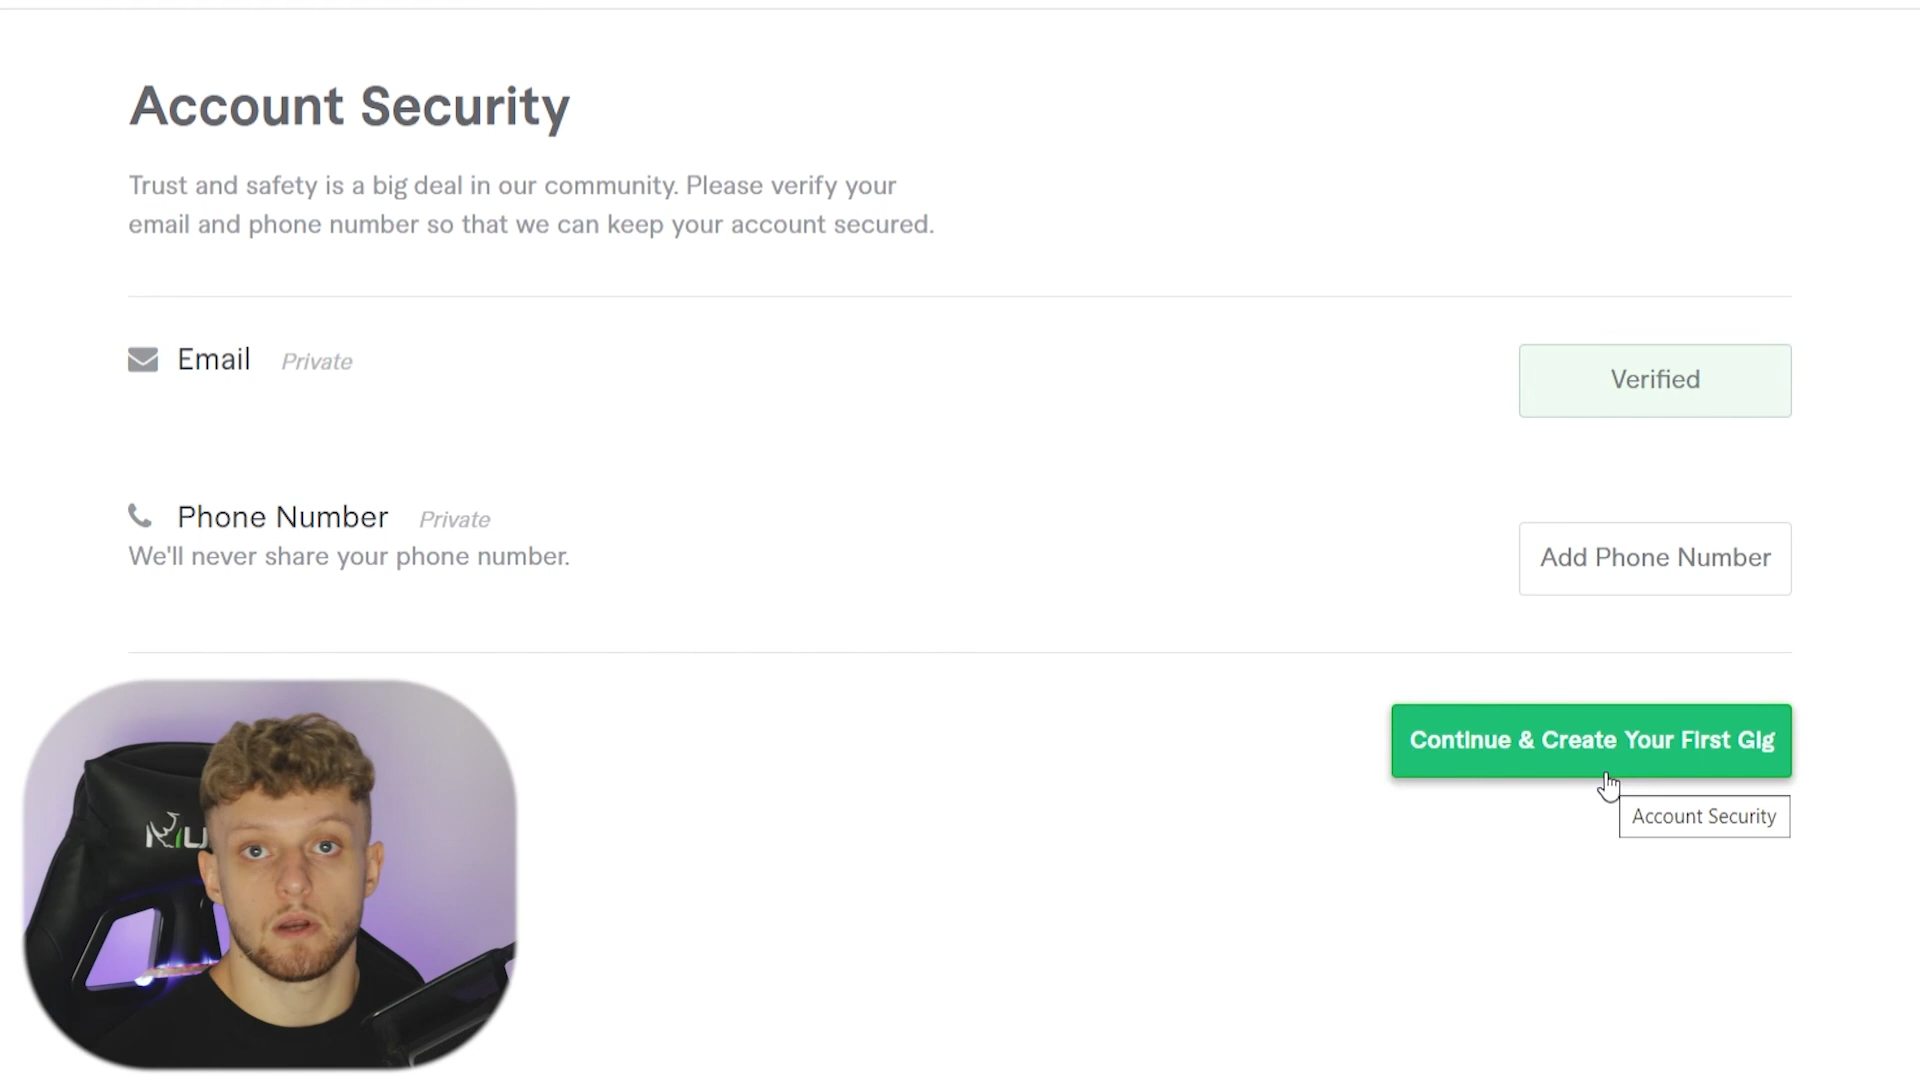 Account Security
Trust and safety is a big deal in our community. Please verify your
email and phone number so that we can keep your account secured.
Email Private
Verified
Phone Number Private
We'll never share your phone number.
Add Phone Number
Continue & Create Your First Gig
Account Security